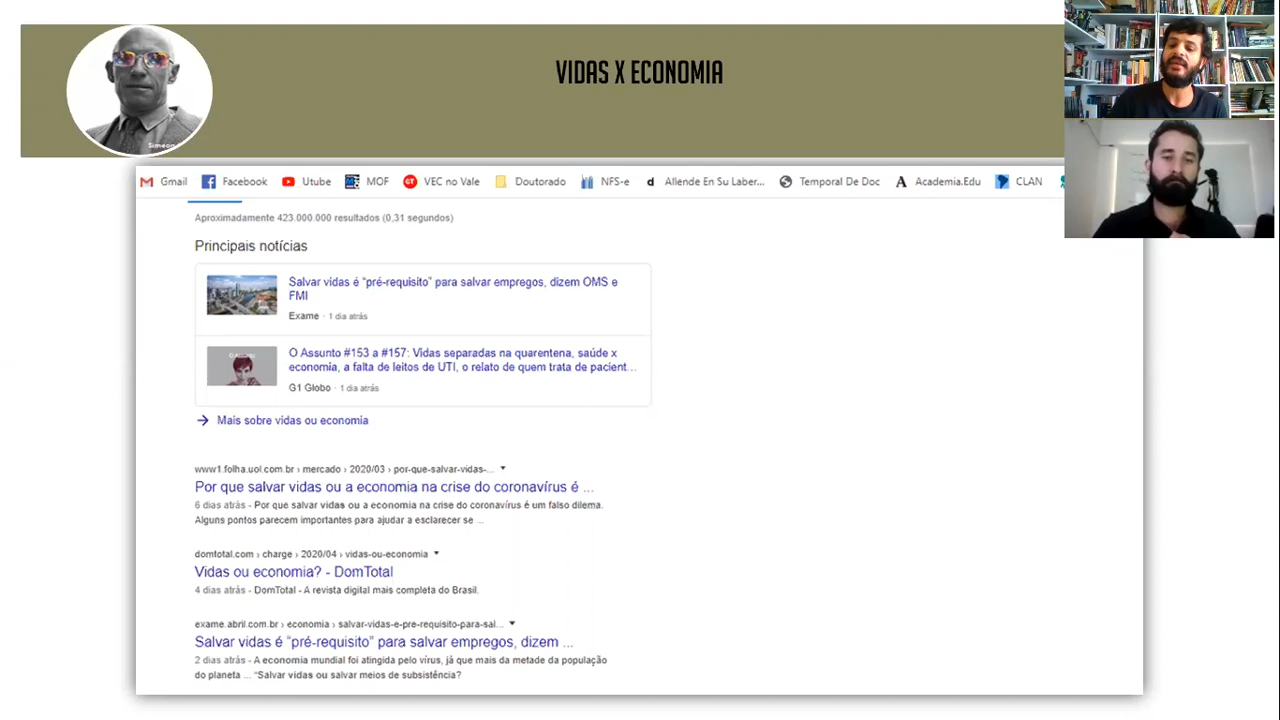 VIDAS X ECONOMIA
Simeon
Gmail Facebook Utube MOF VEC no Vale Doutorado NFS-e Allende En Su Laber... Temporal De Doc Academia.Edu CLAN
Aproximadamente 423.000.000 resultados (0,31 segundos)
Principais notícias
Salvar vidas é “pré-requisito” para salvar empregos, dizem OMS e
FMI
Exame · 1 dia atrás
O Assunto #153 a #157: Vidas separadas na quarentena, saúde x
economia, a falta de leitos de UTI, o relato de quem trata de pacient...
G1 Globo · 1 dia atrás
→ Mais sobre vidas ou economia
www1.folha.uol.com.br › mercado › 2020/03 › por-que-salvar-vidas-... ▼
Por que salvar vidas ou a economia na crise do coronavírus é ...
6 dias atrás - Por que salvar vidas ou a economia na crise do coronavírus é um falso dilema.
Alguns pontos parecem importantes para ajudar a esclarecer se ...
domtotal.com › charge › 2020/04 › vidas-ou-economia ▼
Vidas ou economia? - DomTotal
4 dias atrás - DomTotal - A revista digital mais completa do Brasil.
exame.abril.com.br › economia › salvar-vidas-e-pre-requisito-para-sal... ▼
Salvar vidas é “pré-requisito” para salvar empregos, dizem ...
2 dias atrás - A economia mundial foi atingida pelo vírus, já que mais da metade da população
do planeta ... “Salvar vidas ou salvar meios de subsistência?